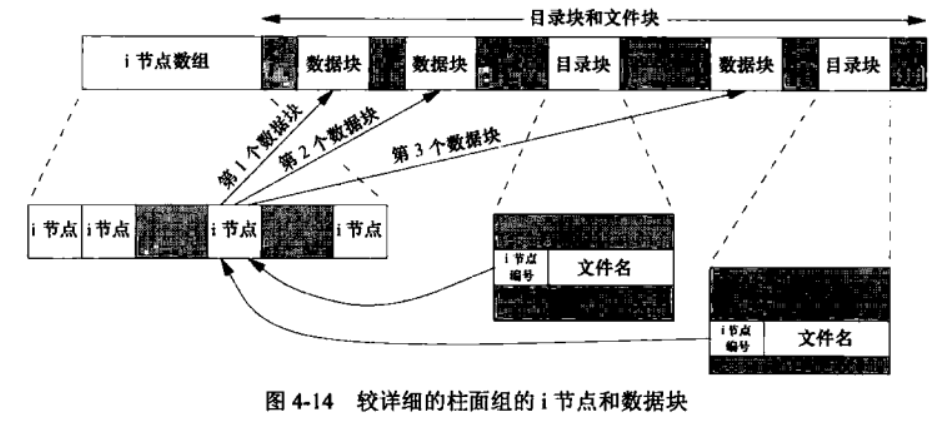 目录块和文件块
i 节点数组
数据块
数据块
目录块
数据块
目录块
第 1 个数据块
第 2 个数据块
第 3 个数据块
i 节点
i 节点
i 节点
i 节点
i 节点
编号
文件名
i 节点
编号
文件名
图 4-14 较详细的柱面组的 i 节点和数据块